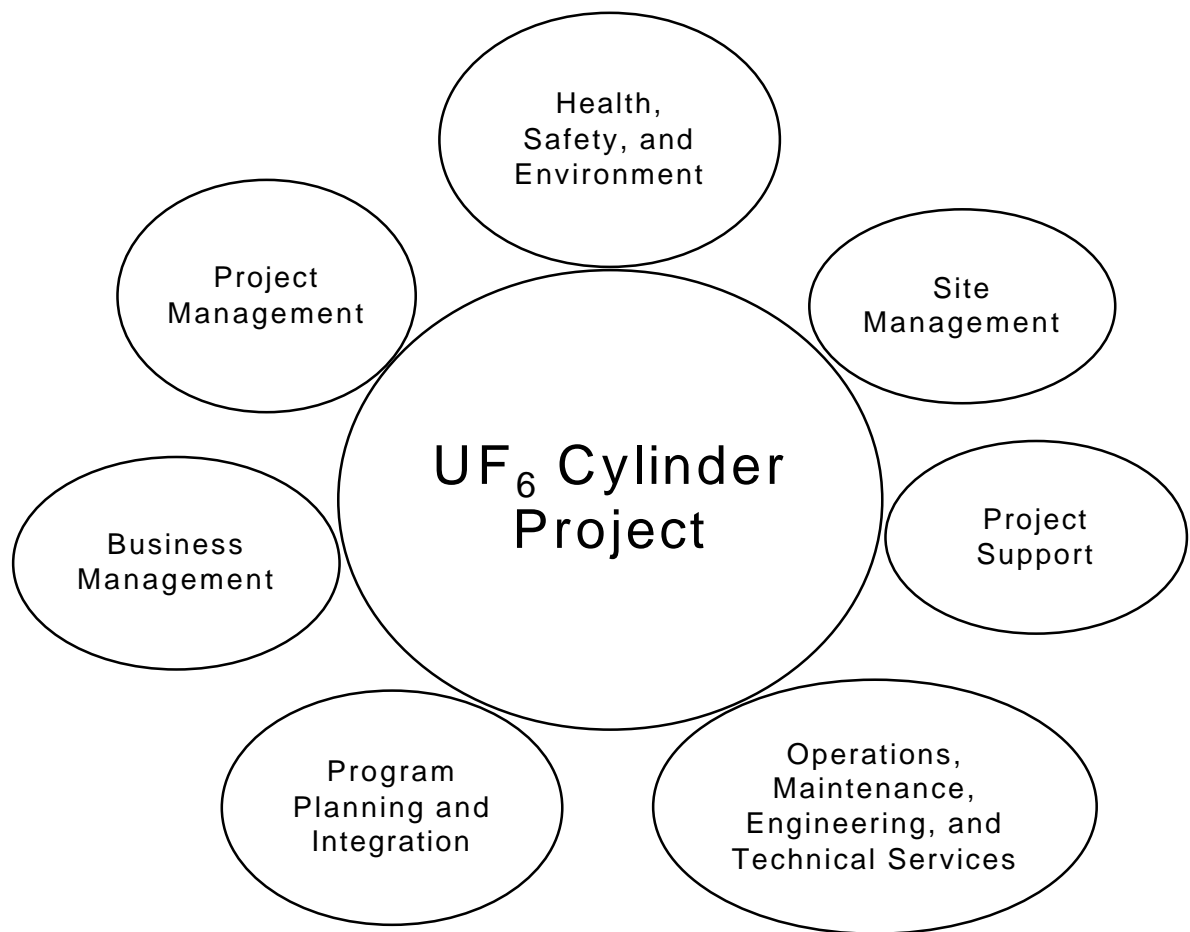 Health,
Safety, and
Environment
Project
Management
Site
Management
UF₆ Cylinder
Project
Project
Support
Business
Management
Program
Planning and
Integration
Operations,
Maintenance,
Engineering, and
Technical Services